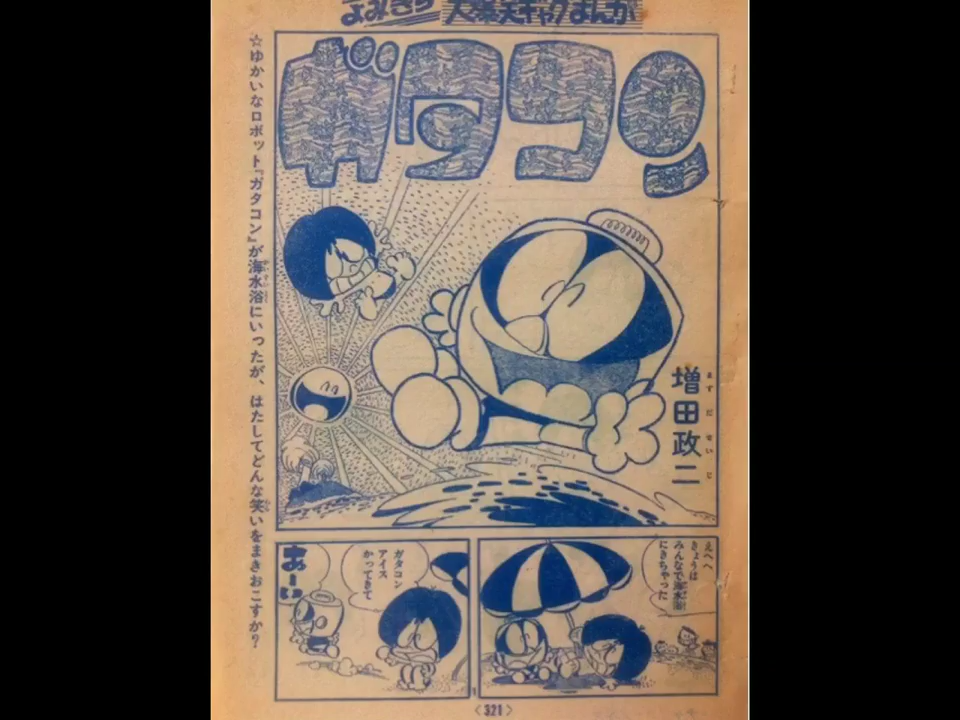 よみきり 大爆笑ギャグまんが
ガタコン
☆ゆかいなロボット『ガタコン』が海水浴にいったが、はたしてどんな笑いをまきおこすか？
増田政二
ますだせいじ
えへへ
きょうは
みんなで海水浴
にきちゃった
ガタコン
アイス
かってきて
あーい
〈321〉